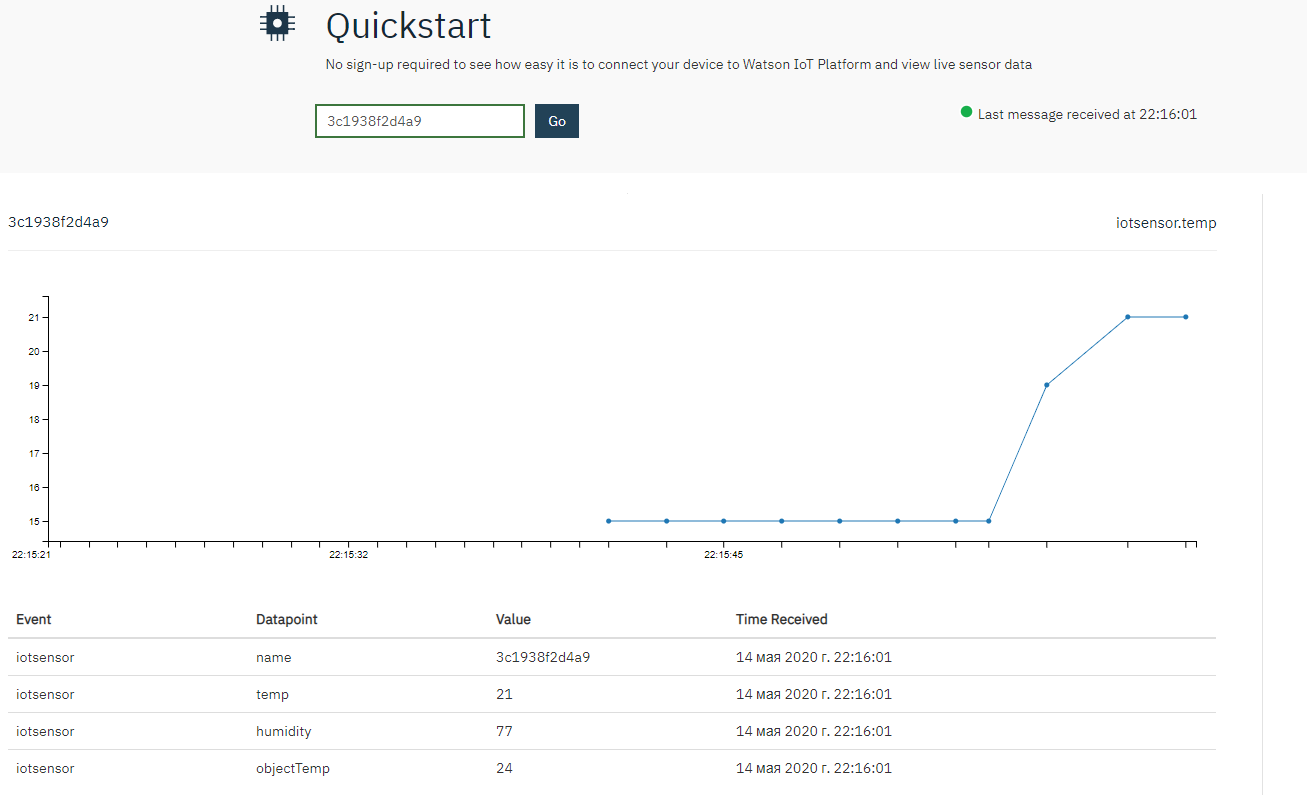 Quickstart
No sign-up required to see how easy it is to connect your device to Watson IoT Platform and view live sensor data
3c1938f2d4a9 Go Last message received at 22:16:01
3c1938f2d4a9 iotsensor.temp
21
20
19
18
17
16
15
22:15:21 22:15:32 22:15:45
Event Datapoint Value Time Received
iotsensor name 3c1938f2d4a9 14 мая 2020 г. 22:16:01
iotsensor temp 21 14 мая 2020 г. 22:16:01
iotsensor humidity 77 14 мая 2020 г. 22:16:01
iotsensor objectTemp 24 14 мая 2020 г. 22:16:01